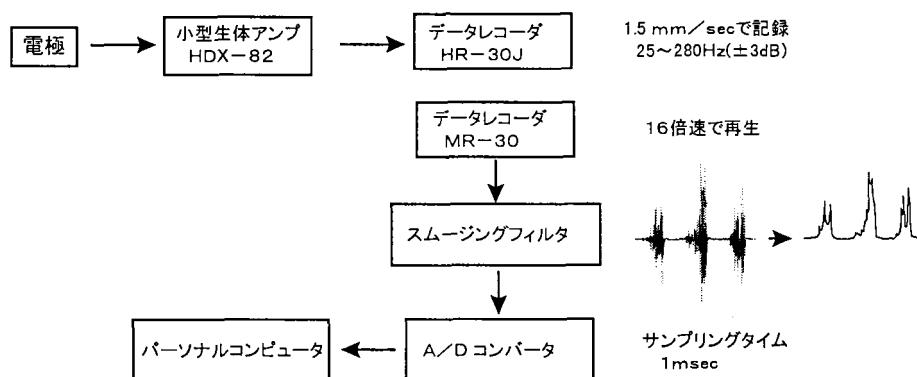 電極
小型生体アンプ
HDX-82
データレコーダ
HR-30J
1.5 mm/secで記録
25~280Hz(±3dB)
データレコーダ
MR-30
16倍速で再生
スムージングフィルタ
パーソナルコンピュータ
A/D コンバータ
サンプリングタイム
1msec